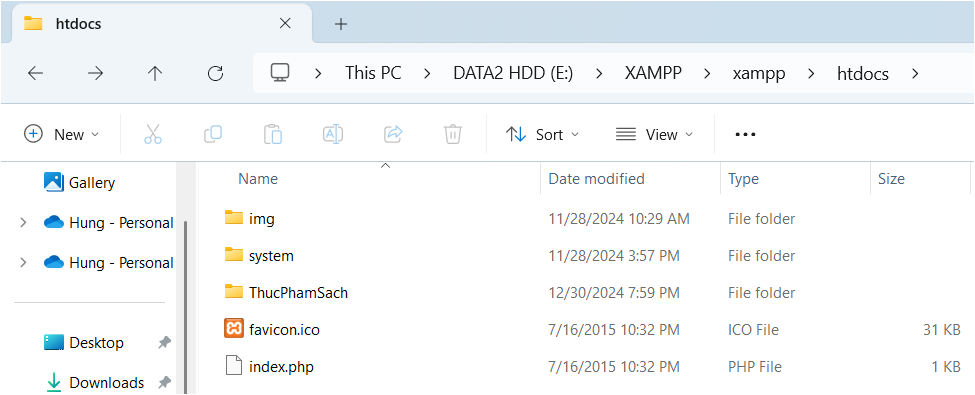 htdocs
This PC > DATA2 HDD (E:) > XAMPP > xampp > htdocs >
New Sort View
Gallery
Hung - Personal
Hung - Personal
Desktop
Downloads
Name Date modified Type Size
img 11/28/2024 10:29 AM File folder
system 11/28/2024 3:57 PM File folder
ThucPhamSach 12/30/2024 7:59 PM File folder
favicon.ico 7/16/2015 10:32 PM ICO File 31 KB
index.php 7/16/2015 10:32 PM PHP File 1 KB